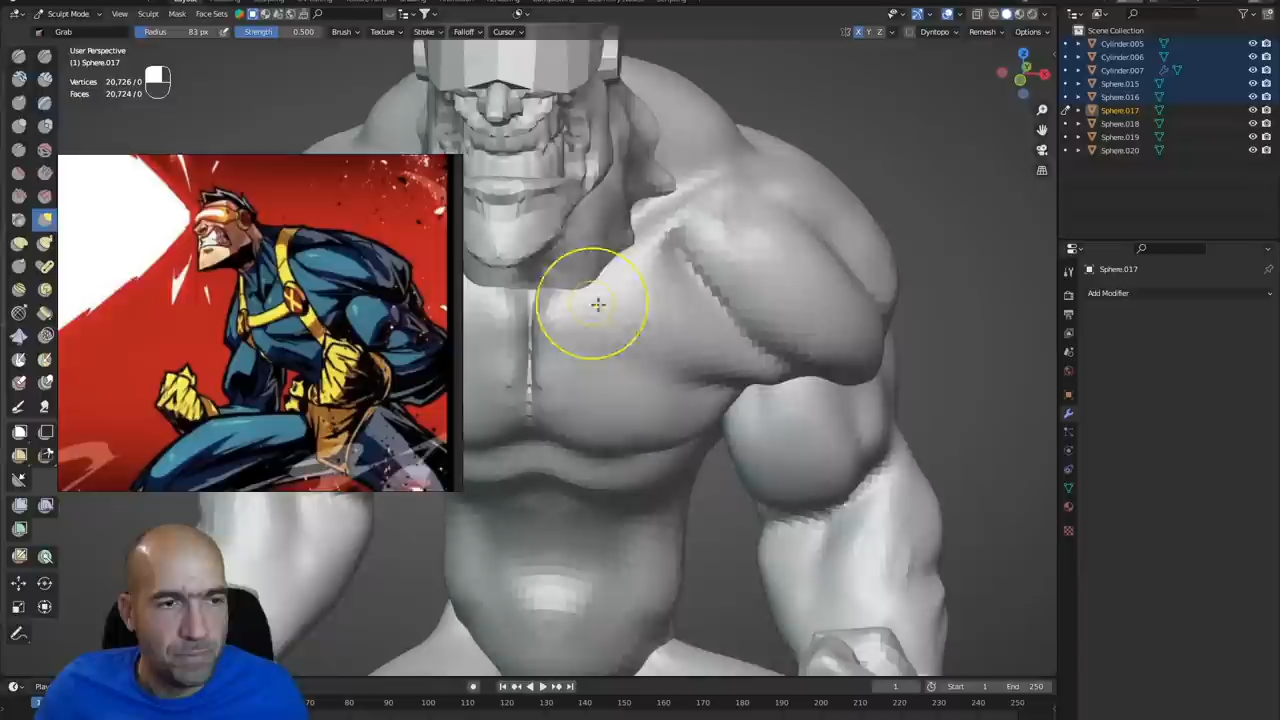 View
Sculpt
Mask
Face Sets
Sculpt Mode
Grab
Radius
83 px
Strength
0.500
Brush
Texture
Stroke
Falloff
Cursor
X
Y
Z
Dyntopo
Remesh
Options
User Perspective
(1) Sphere.017
Vertices 20,726/0
Faces 20,724/0
Scene Collection
Cylinder.005
Cylinder.006
Cylinder.007
Sphere.015
Sphere.016
Sphere.017
Sphere.018
Sphere.019
Sphere.020
Sphere.017
Add Modifier
1
Start
1
End
250
70
80
90
100
110
120
130
140
150
160
170
180
190
200
210
220
230
240
250